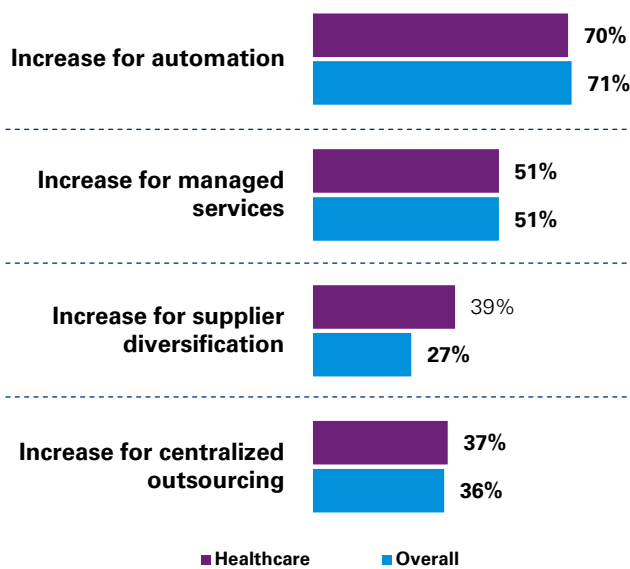 Increase for automation
70%
71%
Increase for managed
services
51%
51%
Increase for supplier
diversification
39%
27%
Increase for centralized
outsourcing
37%
36%
Healthcare
Overall